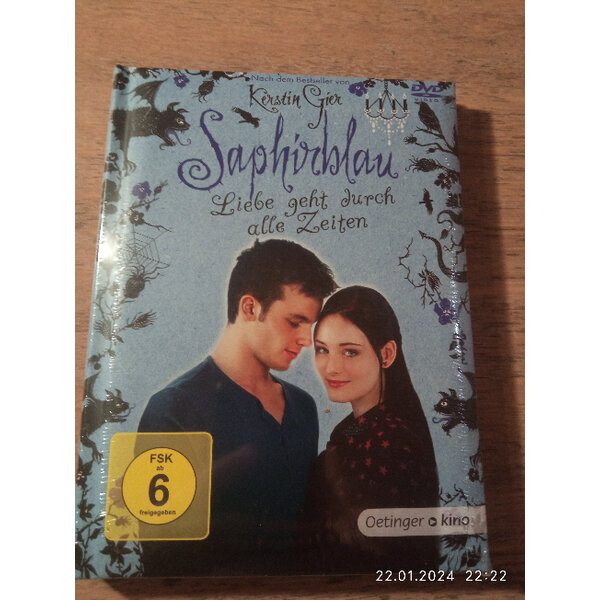 Nach dem Bestseller von
Kerstin Gier
DVD
VIDEO
Saphirblau
Liebe geht durch
alle Zeiten
FSK
ab
6
freigegeben
Oetinger kino
22.01.2024 22:22